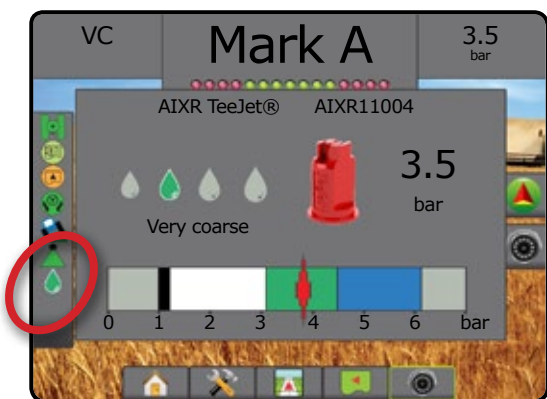 VC
Mark A
3.5
bar
AIXR TeeJet® AIXR11004
3.5
bar
Very coarse
0 1 2 3 4 5 6 bar